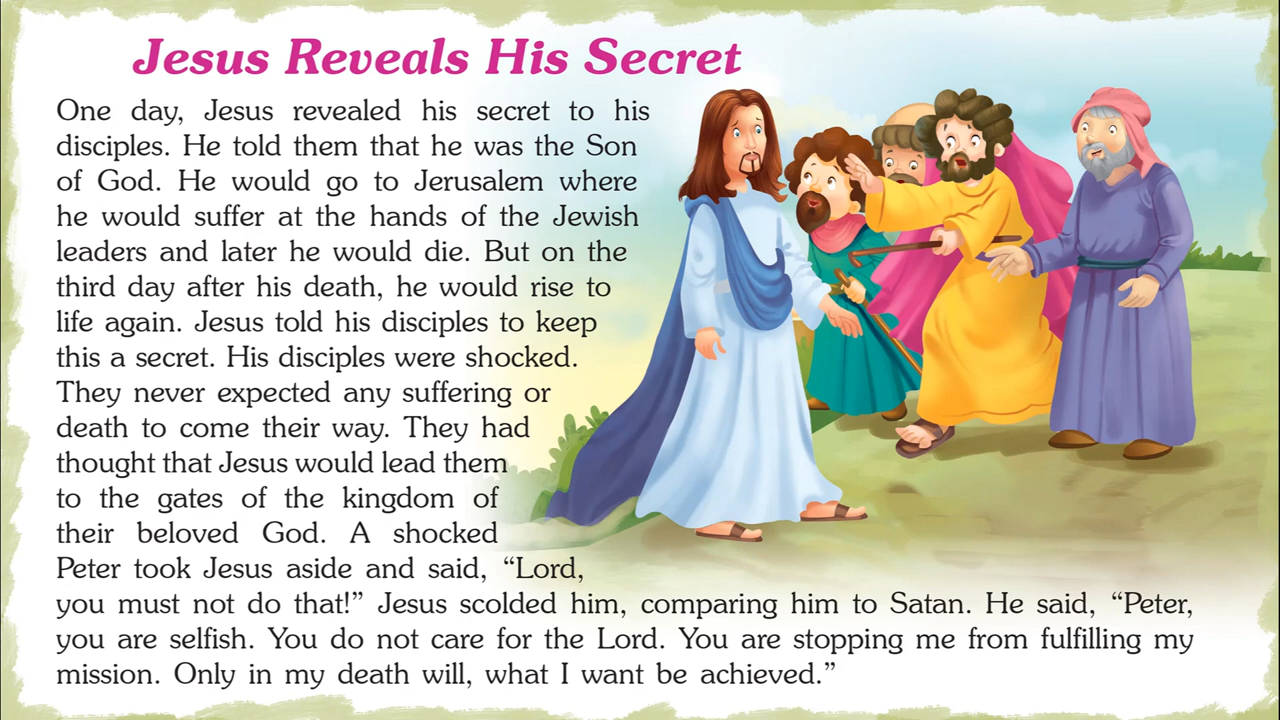 Jesus Reveals His Secret
One day, Jesus revealed his secret to his
disciples. He told them that he was the Son
of God. He would go to Jerusalem where
he would suffer at the hands of the Jewish
leaders and later he would die. But on the
third day after his death, he would rise to
life again. Jesus told his disciples to keep
this a secret. His disciples were shocked.
They never expected any suffering or
death to come their way. They had
thought that Jesus would lead them
to the gates of the kingdom of
their beloved God. A shocked
Peter took Jesus aside and said, “Lord,
you must not do that!” Jesus scolded him, comparing him to Satan. He said, “Peter,
you are selfish. You do not care for the Lord. You are stopping me from fulfilling my
mission. Only in my death will, what I want be achieved.”